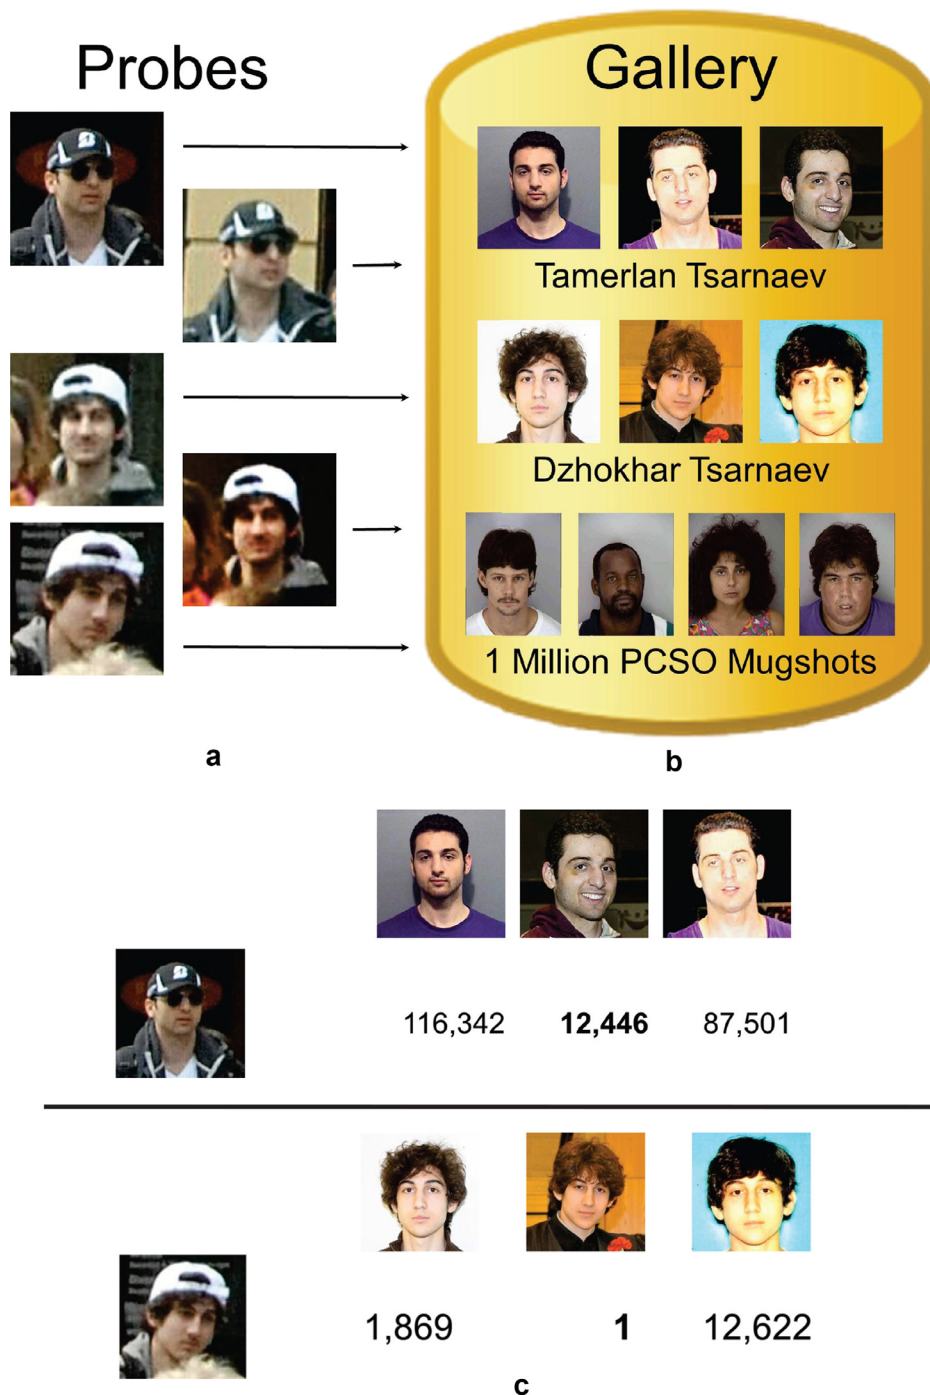 Probes
Gallery
Tamerlan Tsarnaev
Dzhokhar Tsarnaev
1 Million PCSO Mugshots
a
b
116,342
12,446
87,501
1,869
1
12,622
c